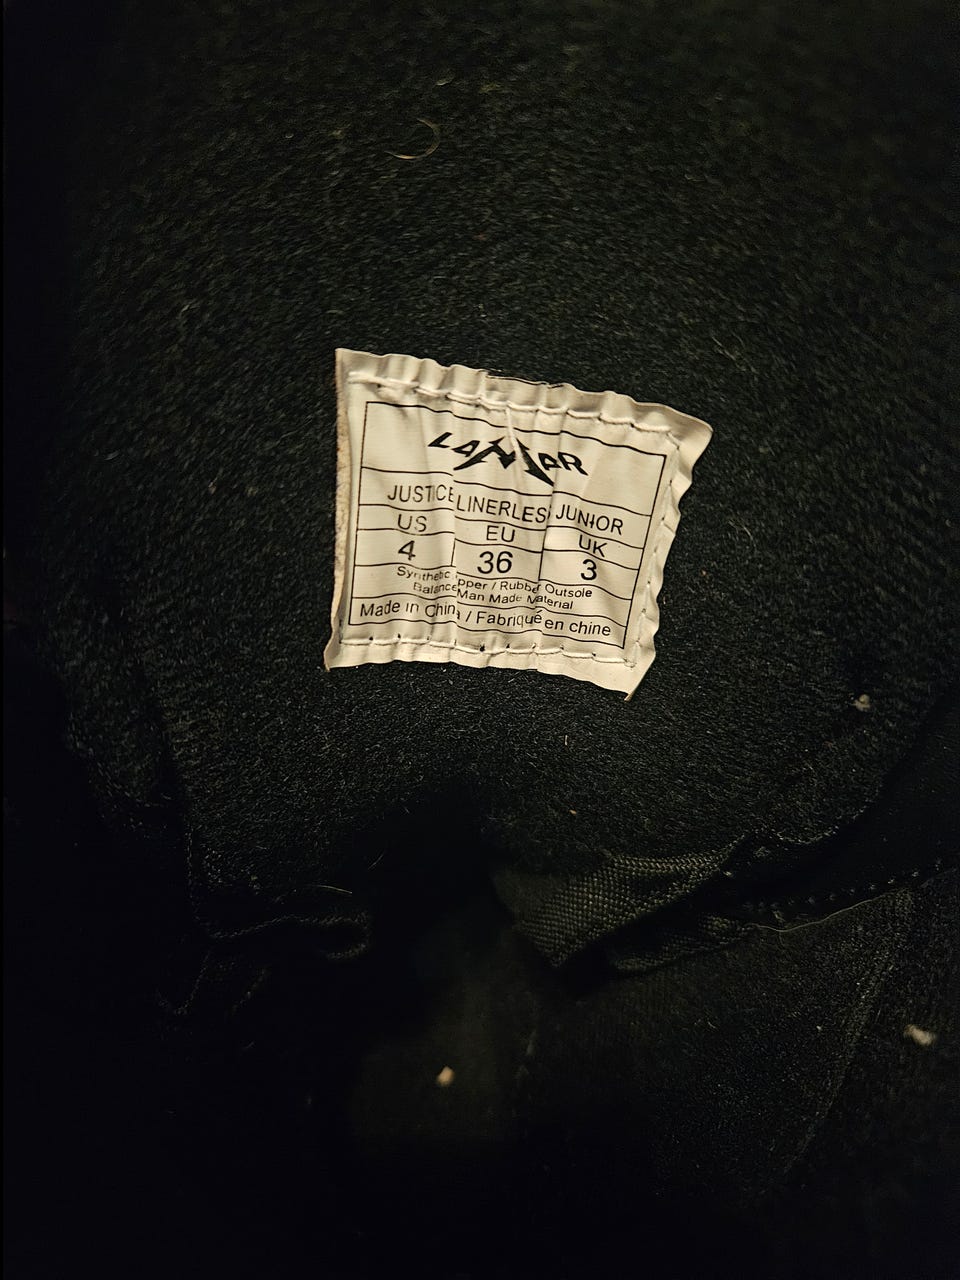 LAMAR
JUSTICE LINERLESS JUNIOR
US EU UK
4 36 3
Synthetic Upper / Rubber Outsole
Balance Man Made Material
Made in China / Fabriqué en chine